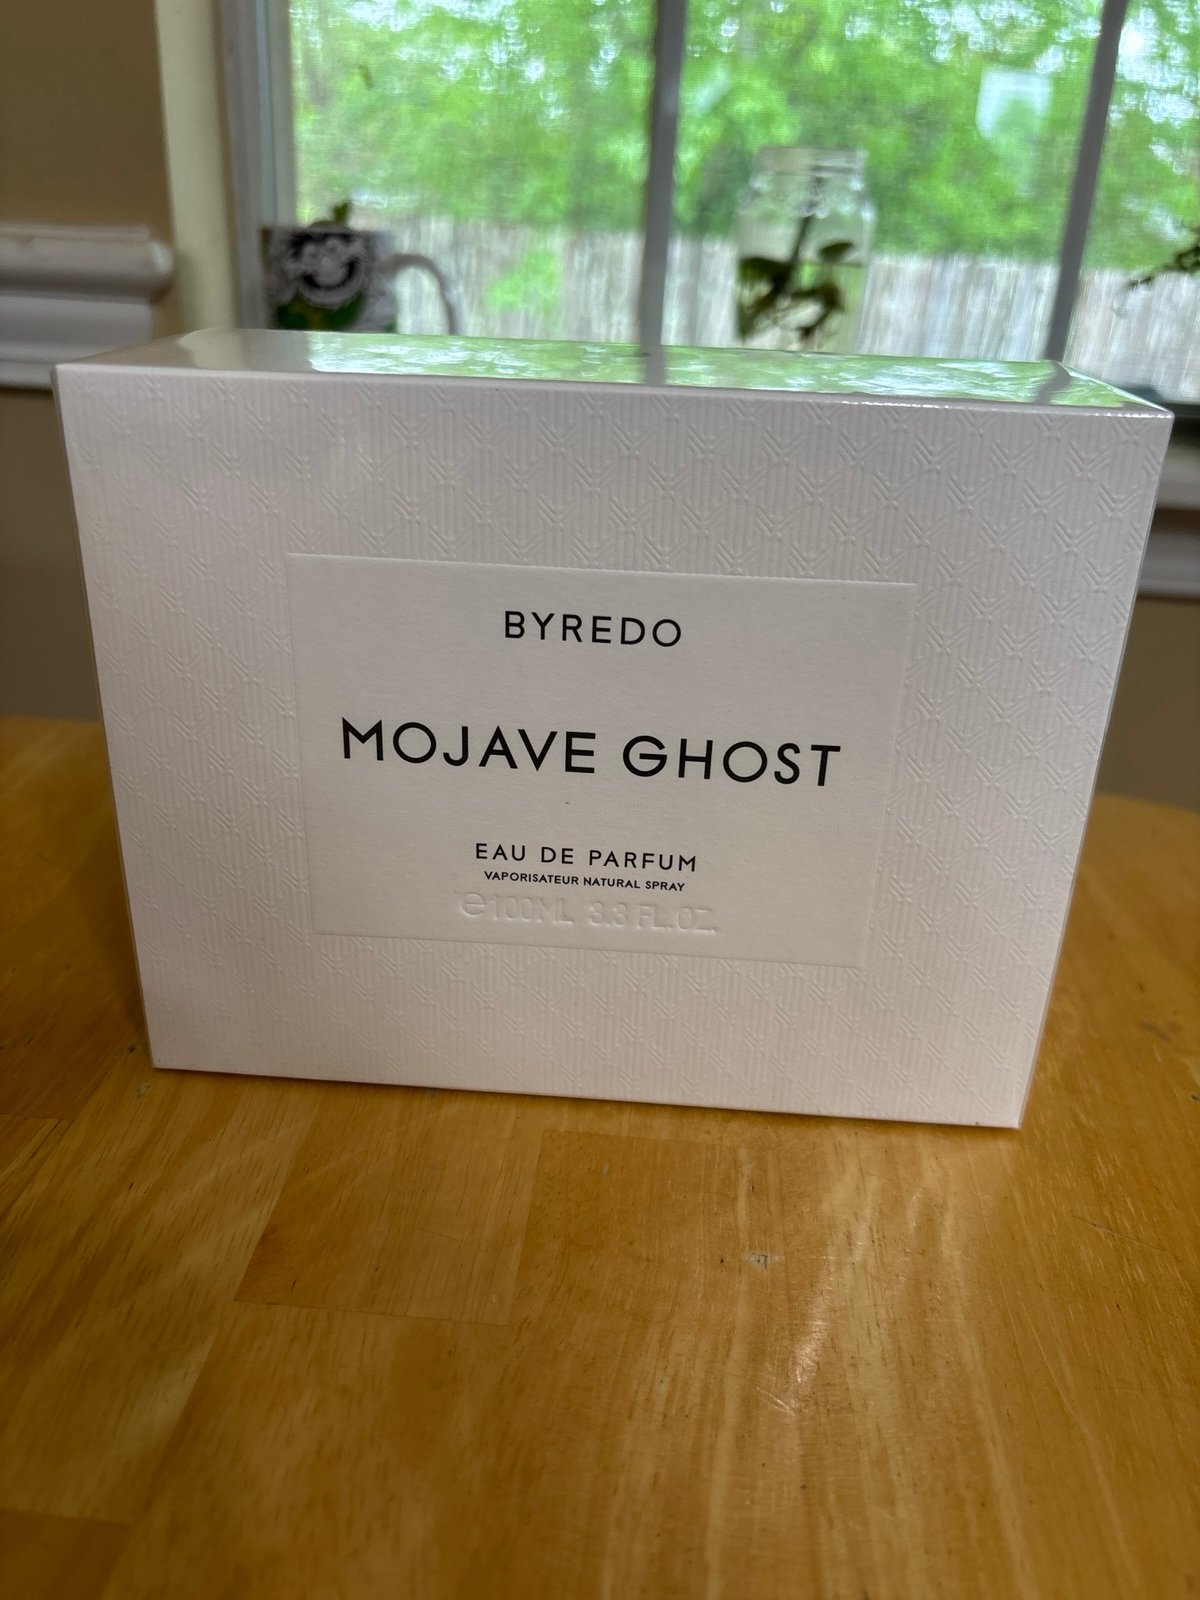 BYREDO
MOJAVE GHOST
EAU DE PARFUM
VAPORISATEUR NATURAL SPRAY
℮100ML 3.3 FL.OZ.